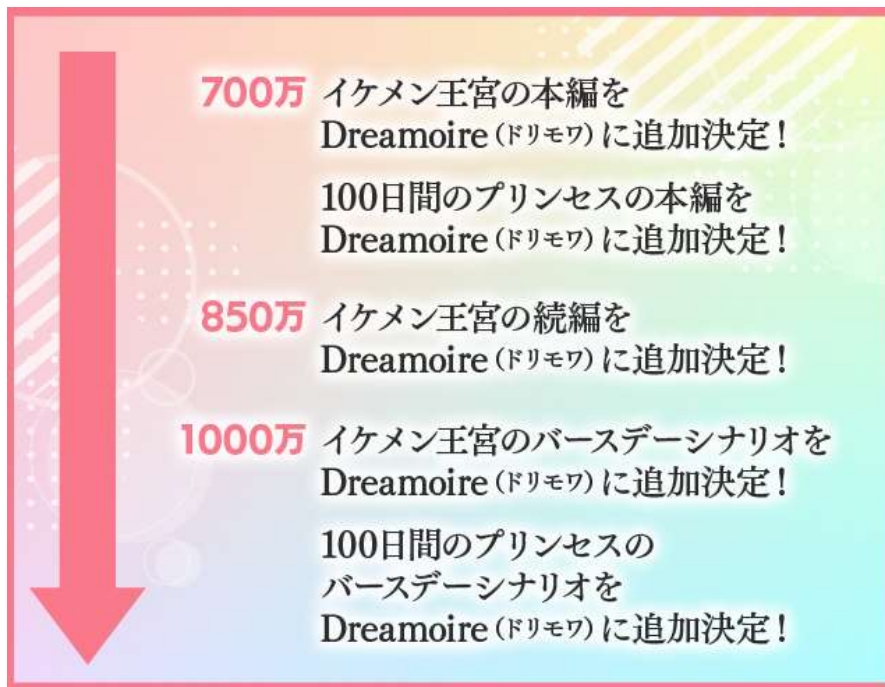 700万 イケメン王宮の本編を
Dreamoire(ドリモワ)に追加決定!
100日間のプリンセスの本編を
Dreamoire(ドリモワ)に追加決定!
850万 イケメン王宮の続編を
Dreamoire(ドリモワ)に追加決定!
1000万 イケメン王宮のバースデーシナリオを
Dreamoire(ドリモワ)に追加決定!
100日間のプリンセスの
バースデーシナリオを
Dreamoire(ドリモワ)に追加決定!